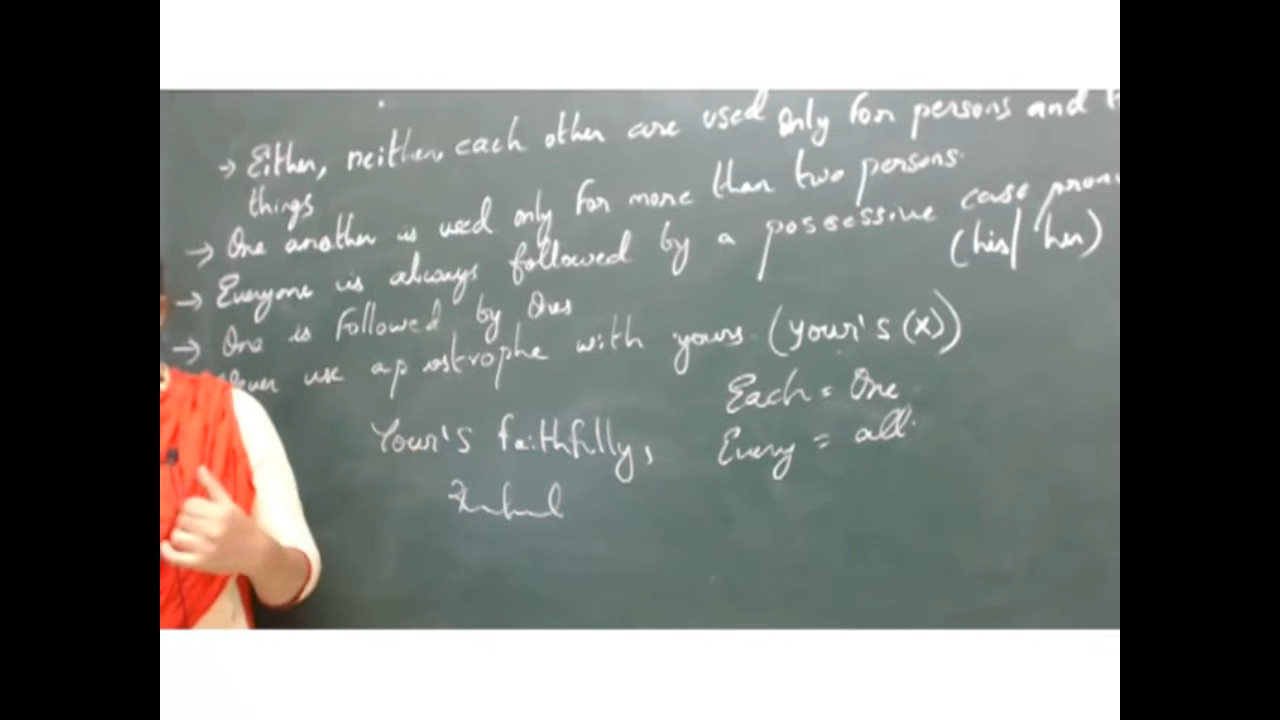 → Either, neither, each other are used only for persons and
things
→ One another is used only for more than two persons.
→ Everyone is always followed by a possessive case
(his/ her)
→ One is followed by Ones
use apostrophe with yours. (your's (x))
Each = One
Every = all.
Your's faithfully,